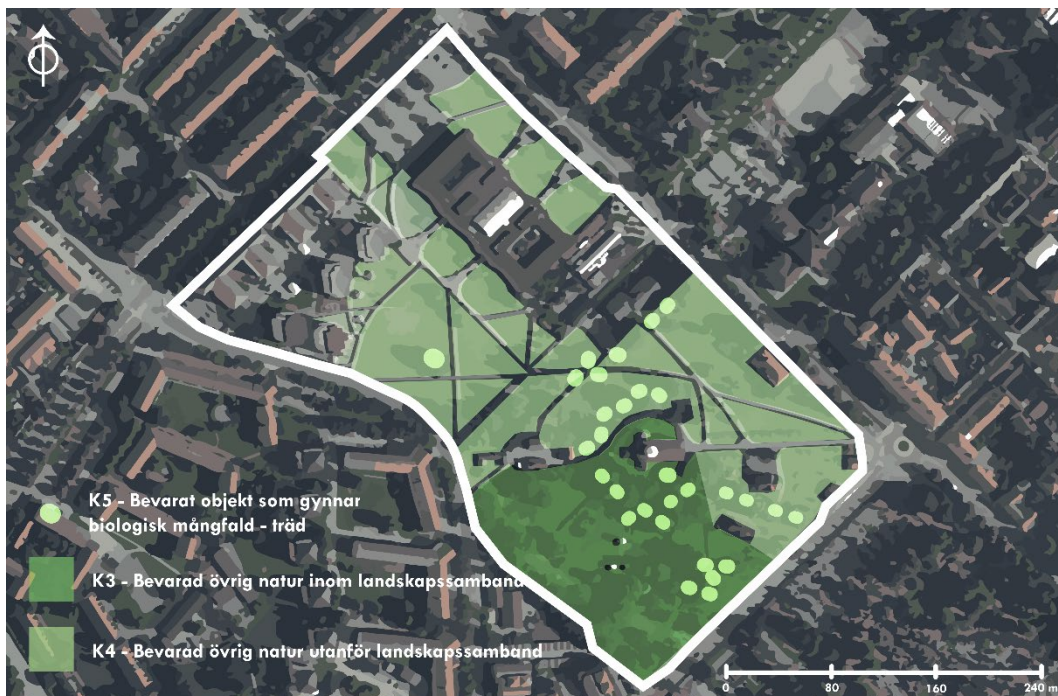 K5 - Bevarat objekt som gynnar
biologisk mångfald - träd
K3 - Bevarad övrig natur inom landskapssamband
K4 - Bevarad övrig natur utanför landskapssamband
0 80 160 240 m